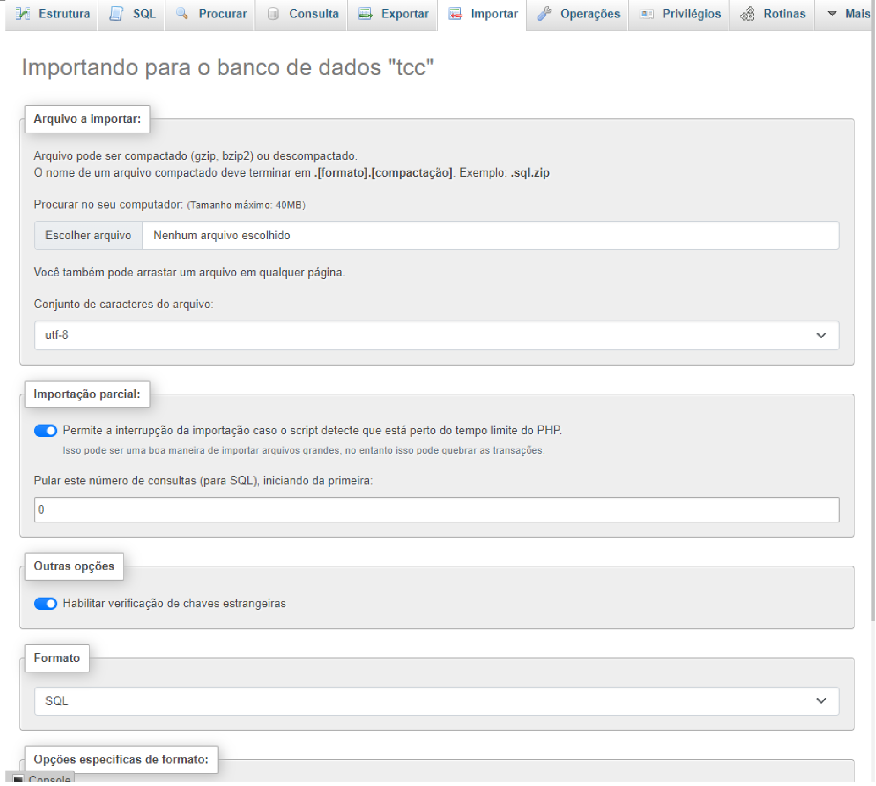 Estrutura SQL Procurar Consulta Exportar Importar Operações Privilégios Rotinas Mais
Importando para o banco de dados "tcc"
Arquivo a importar:
Arquivo pode ser compactado (gzip, bzip2) ou descompactado.
O nome de um arquivo compactado deve terminar em .[formato].[compactação]. Exemplo: .sql.zip
Procurar no seu computador: (Tamanho máximo: 40MB)
Escolher arquivo Nenhum arquivo escolhido
Você também pode arrastar um arquivo em qualquer página.
Conjunto de caracteres do arquivo:
utf-8
Importação parcial:
Permite a interrupção da importação caso o script detecte que está perto do tempo limite do PHP.
Isso pode ser uma boa maneira de importar arquivos grandes, no entanto isso pode quebrar as transações
Pular este número de consultas (para SQL), iniciando da primeira:
0
Outras opções
Habilitar verificação de chaves estrangeiras
Formato
SQL
Opções específicas de formato:
Console